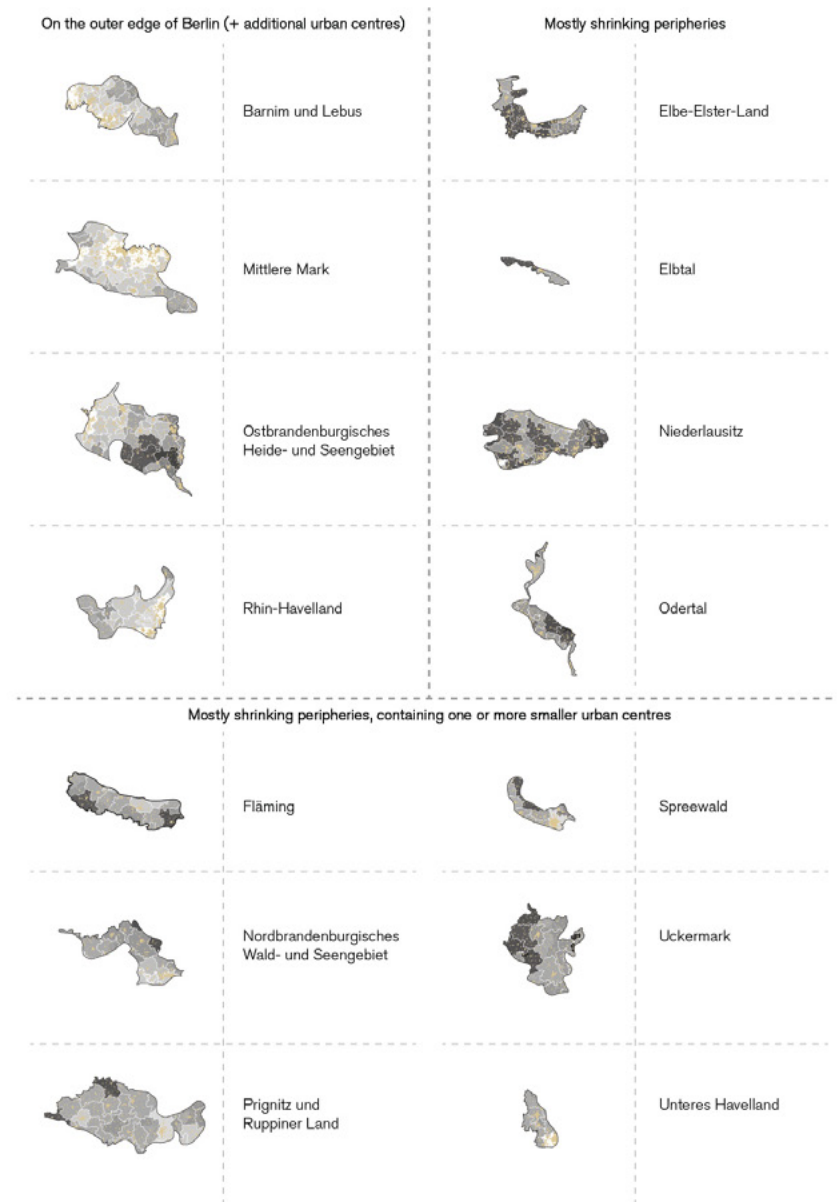 On the outer edge of Berlin (+ additional urban centres)
Barnim und Lebus
Mittlere Mark
Ostbrandenburgisches
Heide- und Seengebiet
Rhin-Havelland
Mostly shrinking peripheries
Elbe-Elster-Land
Elbtal
Niederlausitz
Odertal
Mostly shrinking peripheries, containing one or more smaller urban centres
Fläming
Nordbrandenburgisches
Wald- und Seengebiet
Prignitz und
Ruppiner Land
Spreewald
Uckermark
Unteres Havelland